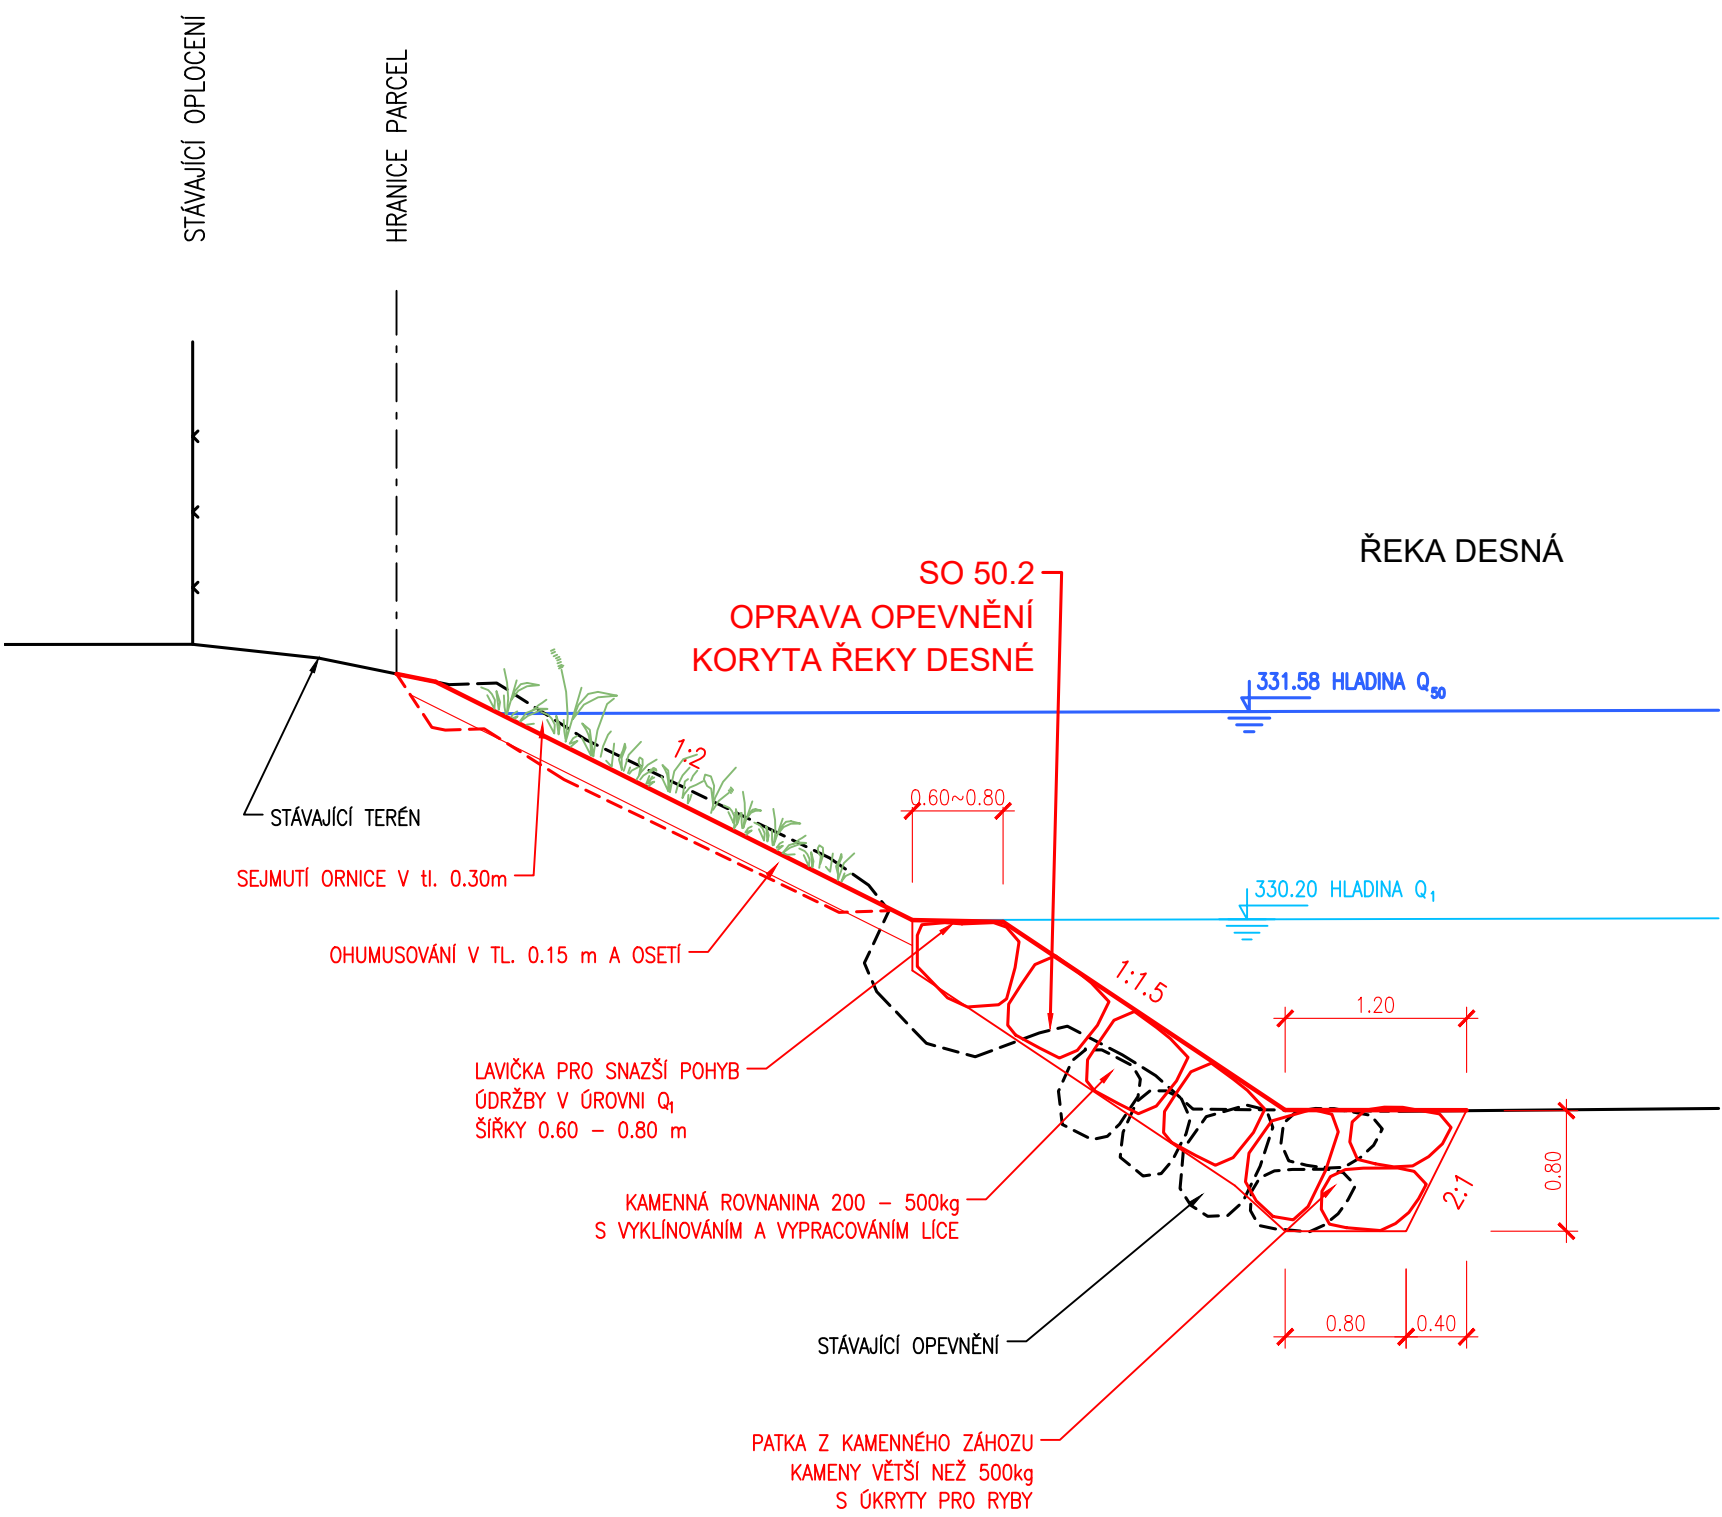 STÁVAJÍCÍ OPLOCENÍ
HRANICE PARCEL
ŘEKA DESNÁ
SO 50.2
OPRAVA OPEVNĚNÍ
KORYTA ŘEKY DESNÉ
331.58 HLADINA Q50
1:2
0.60~0.80
STÁVAJÍCÍ TERÉN
SEJMUTÍ ORNICE V tl. 0.30m
330.20 HLADINA Q1
OHUMUSOVÁNÍ V TL. 0.15 m A OSETÍ
1:1.5
1.20
LAVIČKA PRO SNAZŠÍ POHYB
ÚDRŽBY V ÚROVNI Q1
ŠÍŘKY 0.60 – 0.80 m
0.80
2:1
KAMENNÁ ROVNANINA 200 – 500kg
S VYKLÍNOVÁNÍM A VYPRACOVÁNÍM LÍCE
0.80
0.40
STÁVAJÍCÍ OPEVNĚNÍ
PATKA Z KAMENNÉHO ZÁHOZU
KAMENY VĚTŠÍ NEŽ 500kg
S ÚKRYTY PRO RYBY